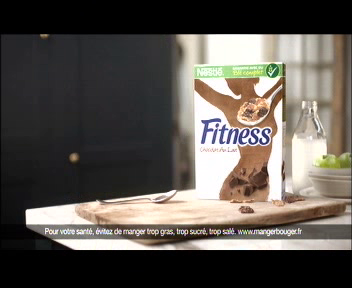 Nestlé
blé complet
Fitness
Chocolat Au Lait
Pour votre santé, évitez de manger trop gras, trop sucré, trop salé. www.mangerbouger.fr